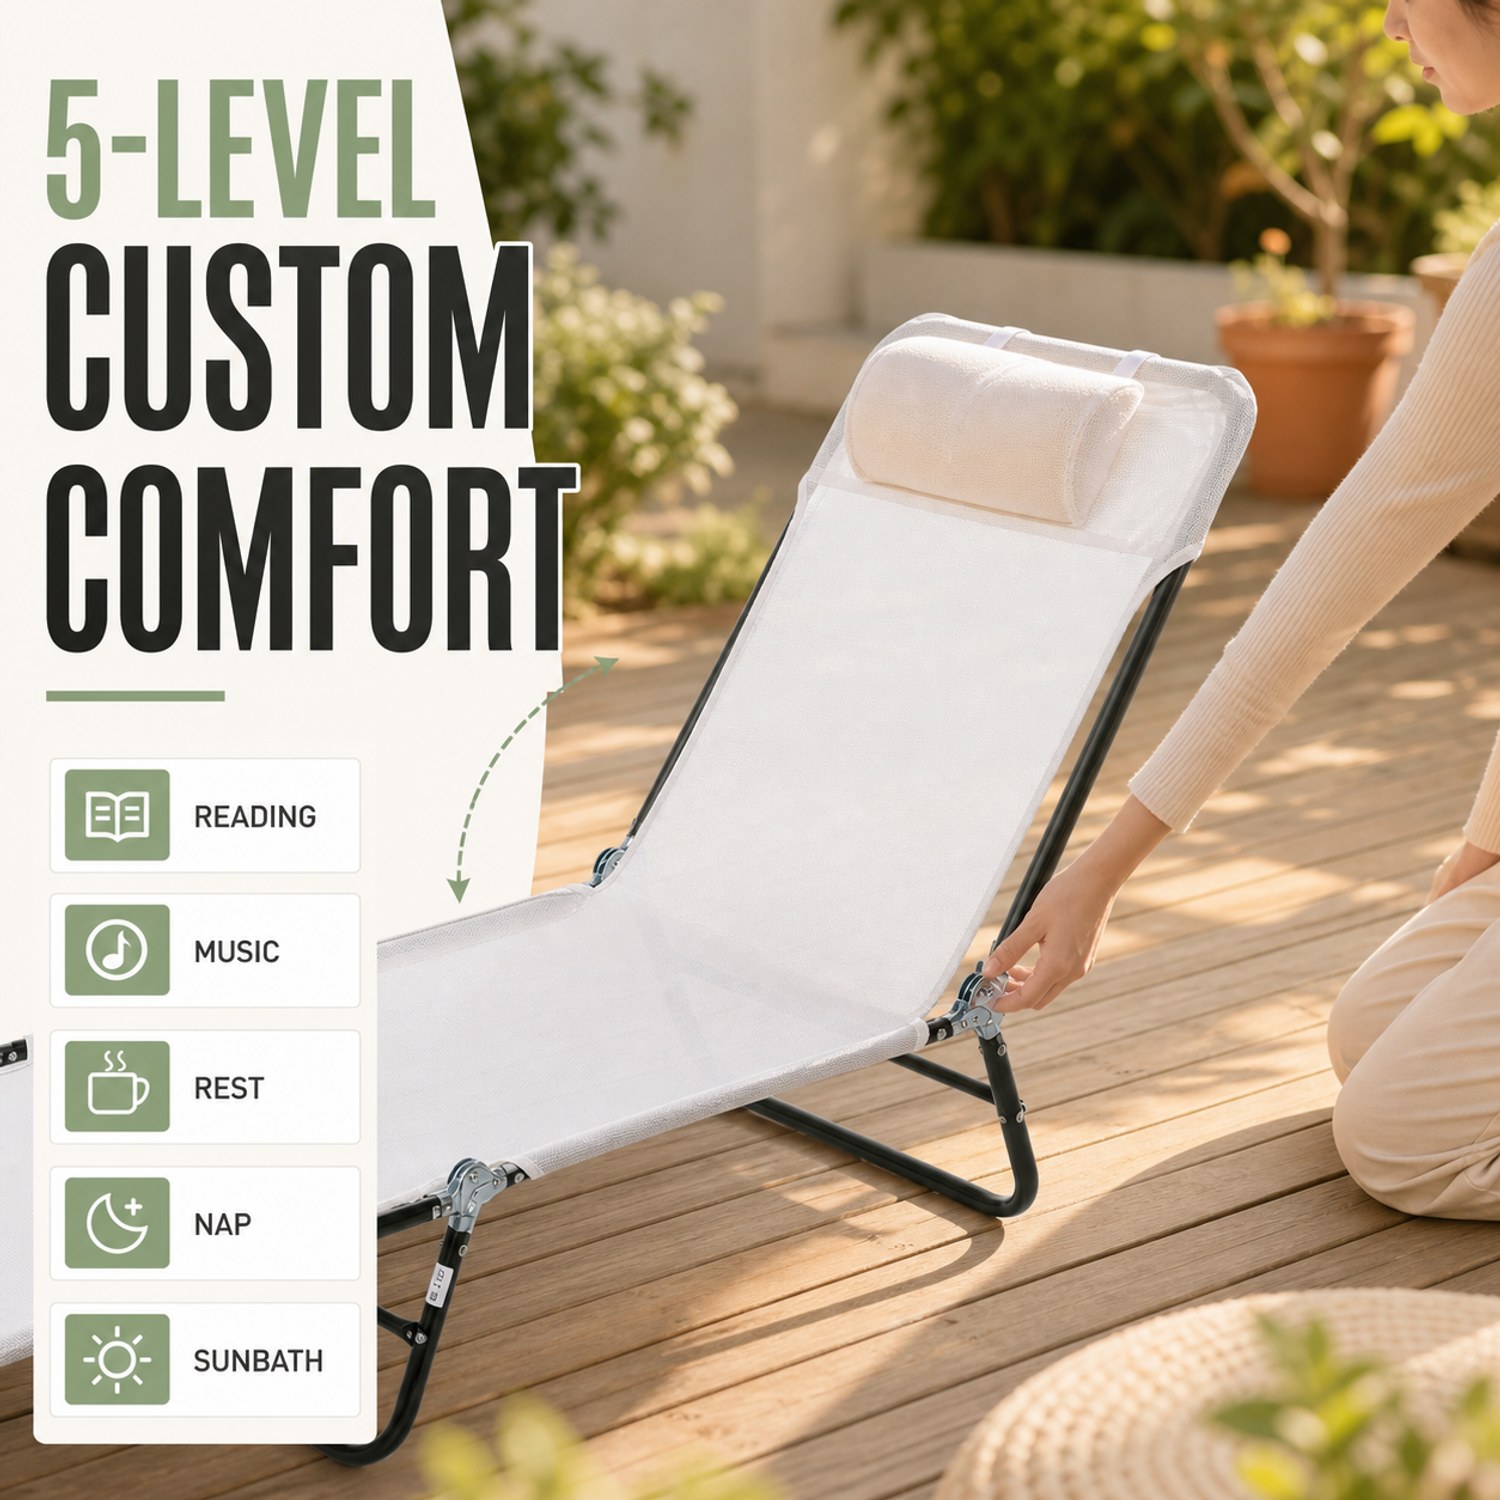 5-LEVEL
CUSTOM
COMFORT
READING
MUSIC
REST
NAP
SUNBATH